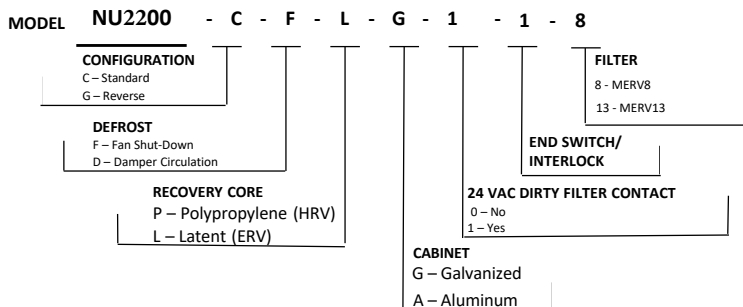 MODEL NU2200 - C - F - L - G - 1 - 1 - 8
CONFIGURATION
C – Standard
G – Reverse
FILTER
8 - MERV8
13 - MERV13
DEFROST
F – Fan Shut-Down
D – Damper Circulation
END SWITCH/
INTERLOCK
RECOVERY CORE
P – Polypropylene (HRV)
L – Latent (ERV)
24 VAC DIRTY FILTER CONTACT
0 – No
1 – Yes
CABINET
G – Galvanized
A – Aluminum